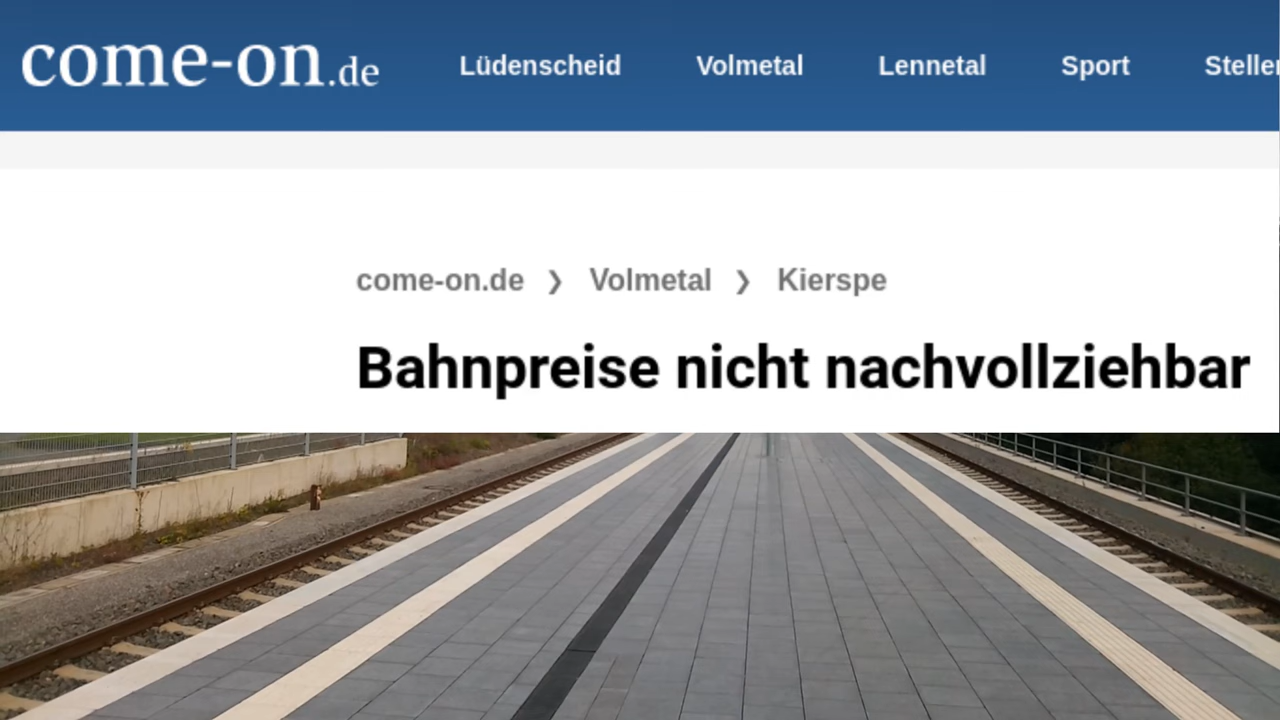 come-on.de Lüdenscheid Volmetal Lennetal Sport
come-on.de ❯ Volmetal ❯ Kierspe
Bahnpreise nicht nachvollziehbar